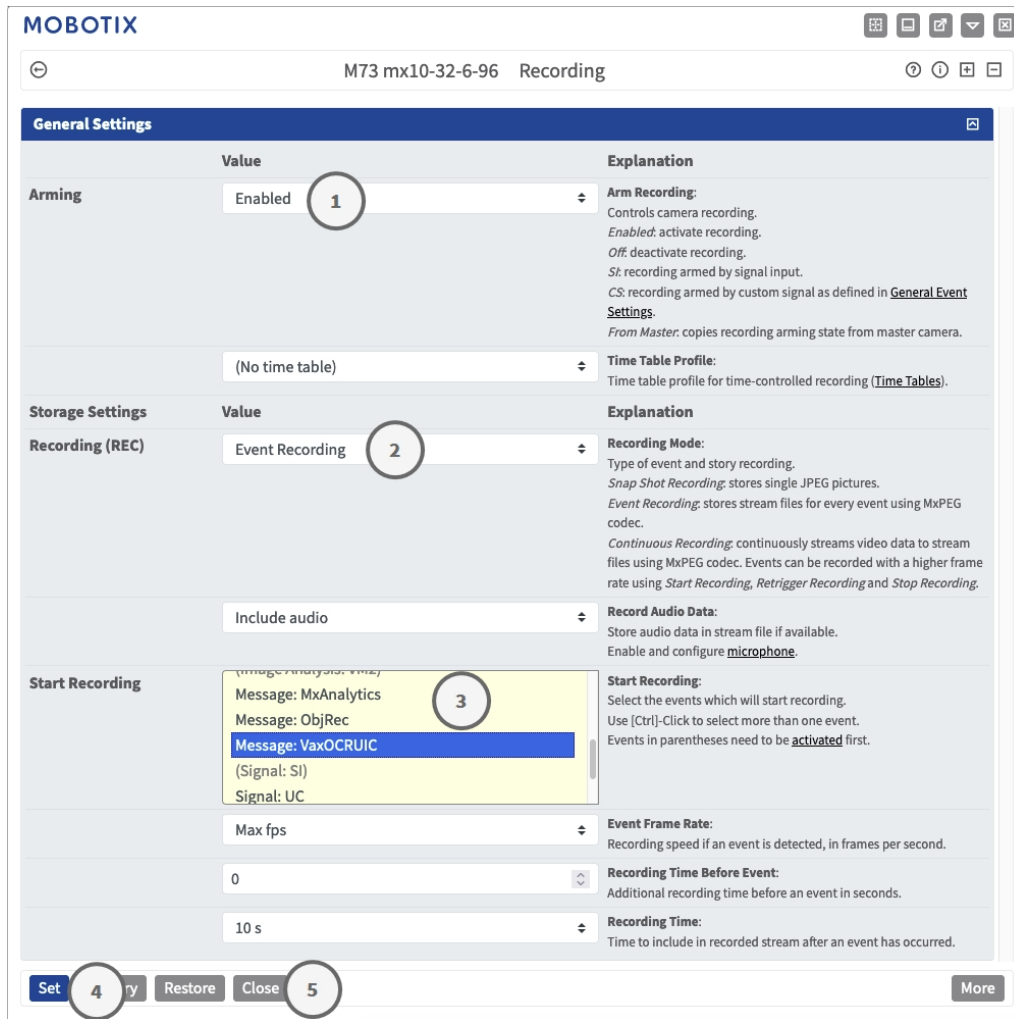 MOBOTIX
M73 mx10-32-6-96 Recording
General Settings
Value Explanation
Arming
Enabled
1
Arm Recording:
Controls camera recording.
Enabled: activate recording.
Off: deactivate recording.
SI: recording armed by signal input.
CS: recording armed by custom signal as defined in General Event
Settings.
From Master: copies recording arming state from master camera.
(No time table)
Time Table Profile:
Time table profile for time-controlled recording (Time Tables).
Storage Settings Value Explanation
Recording (REC)
Event Recording
2
Recording Mode:
Type of event and story recording.
Snap Shot Recording: stores single JPEG pictures.
Event Recording: stores stream files for every event using MxPEG
codec.
Continuous Recording: continuously streams video data to stream
files using MxPEG codec. Events can be recorded with a higher frame
rate using Start Recording, Retrigger Recording and Stop Recording.
Include audio
Record Audio Data:
Store audio data in stream file if available.
Enable and configure microphone.
Start Recording
(Image Analysis: VM2)
Message: MxAnalytics
Message: ObjRec
Message: VaxOCRUIC
(Signal: SI)
Signal: UC
3
Start Recording:
Select the events which will start recording.
Use [Ctrl]-Click to select more than one event.
Events in parentheses need to be activated first.
Max fps
Event Frame Rate:
Recording speed if an event is detected, in frames per second.
0
Recording Time Before Event:
Additional recording time before an event in seconds.
10 s
Recording Time:
Time to include in recorded stream after an event has occurred.
Set 4 ry Restore Close 5 More